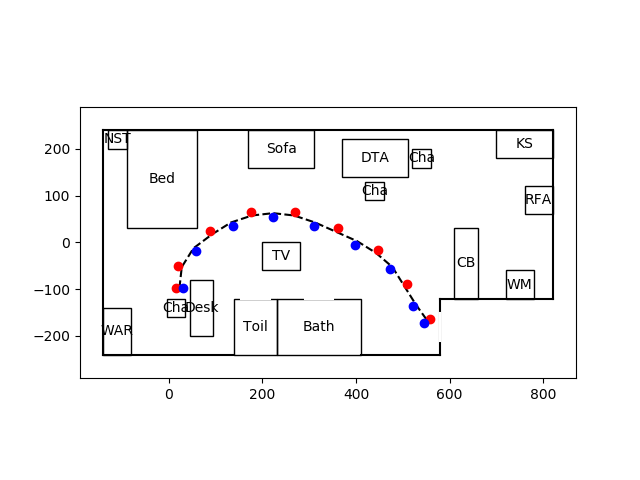 NST
Bed
Sofa
DTA
Cha
KS
Cha
RFA
TV
CB
WM
Cha
Desk
WAR
Toil
Bath
200
100
0
−100
−200
0
200
400
600
800